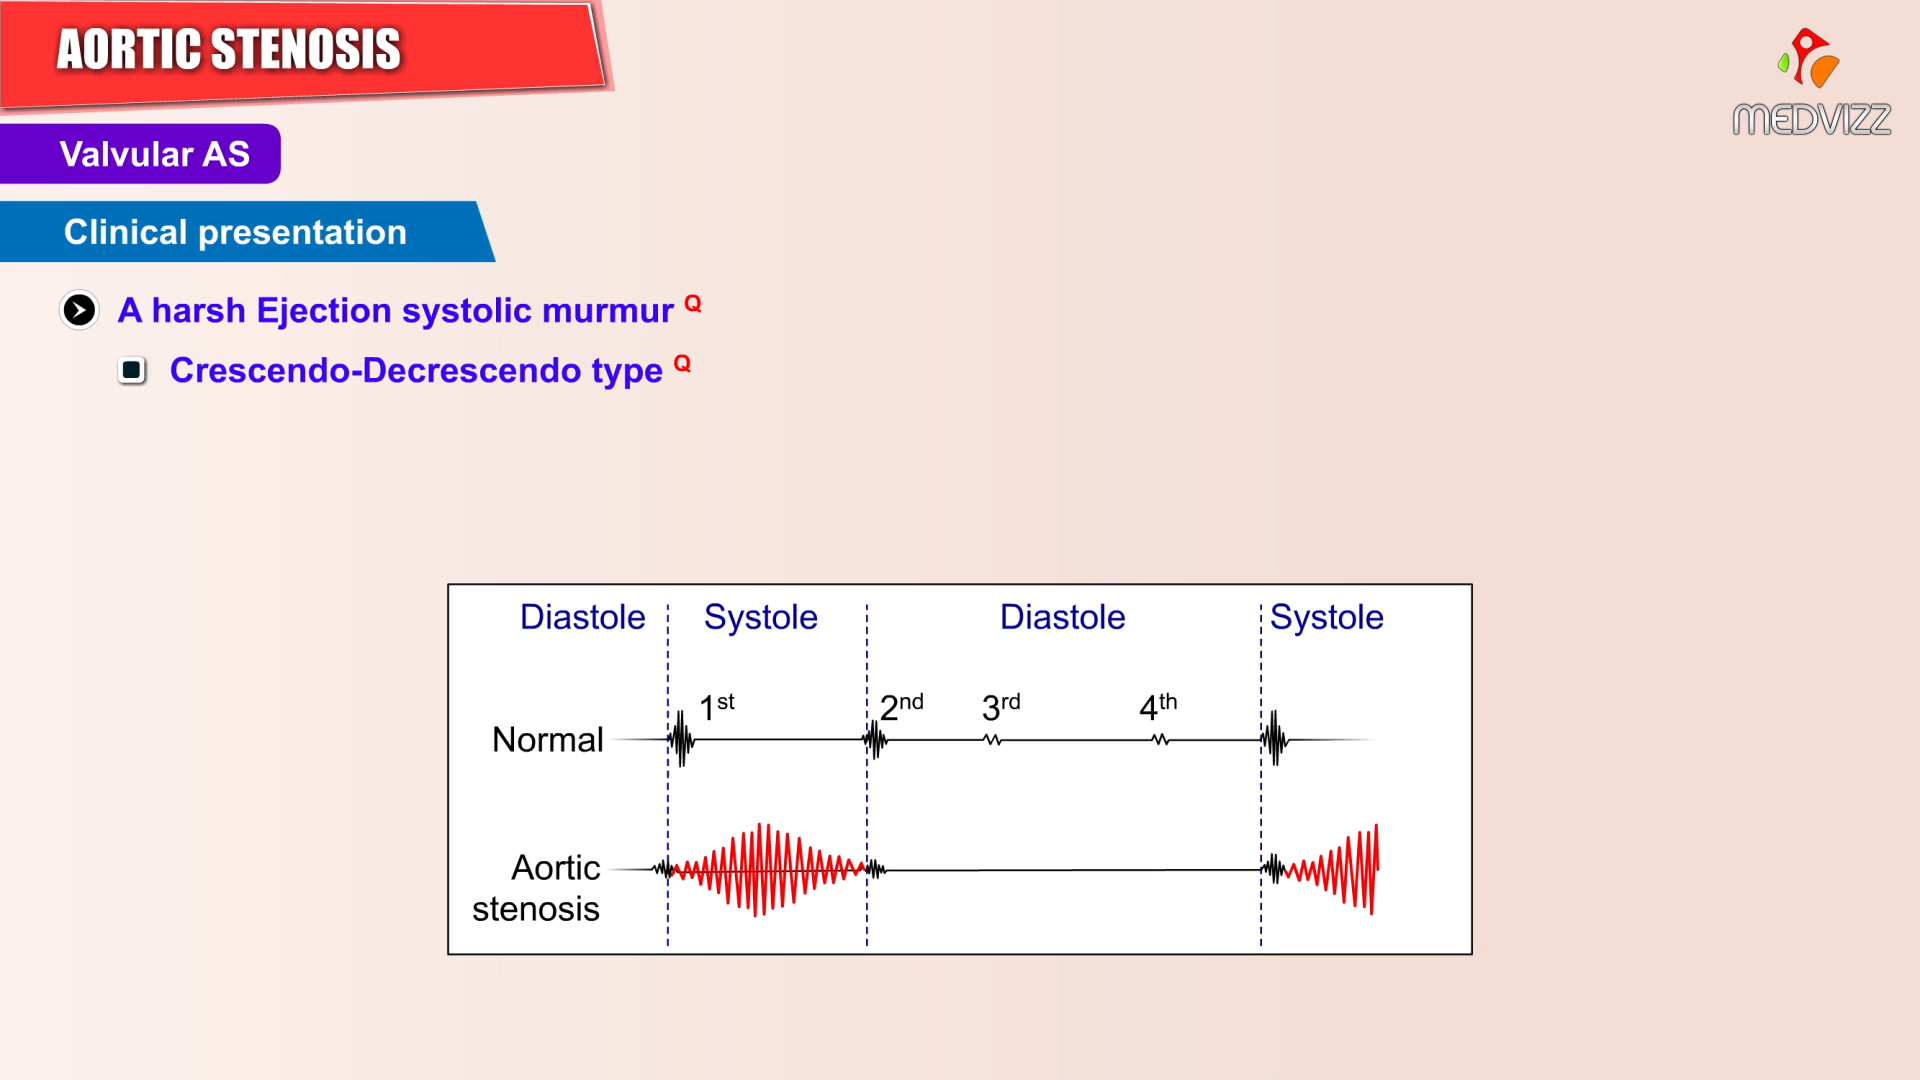 AORTIC STENOSIS
MEDVIZZ
Valvular AS
Clinical presentation
A harsh Ejection systolic murmur Q
Crescendo-Decrescendo type Q
Diastole Systole Diastole Systole
1st 2nd 3rd 4th
Normal
Aortic
stenosis